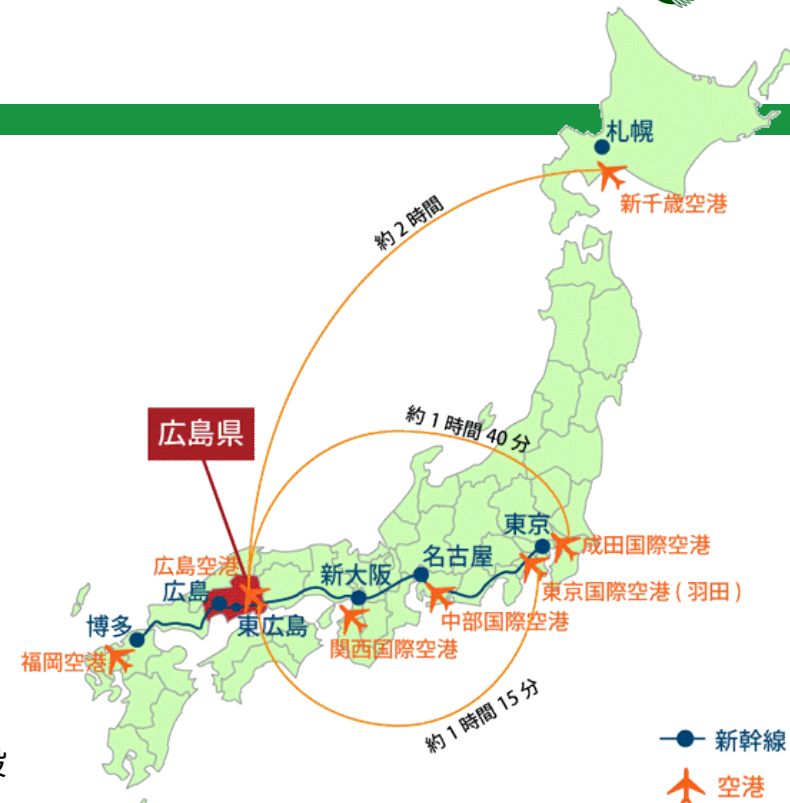 札幌
新千歳空港
約2時間
約1時間40分
広島県
東京
成田国際空港
名古屋
広島空港
新大阪
東京国際空港(羽田)
広島
中部国際空港
東広島
博多
関西国際空港
福岡空港
約1時間15分
新幹線
空港